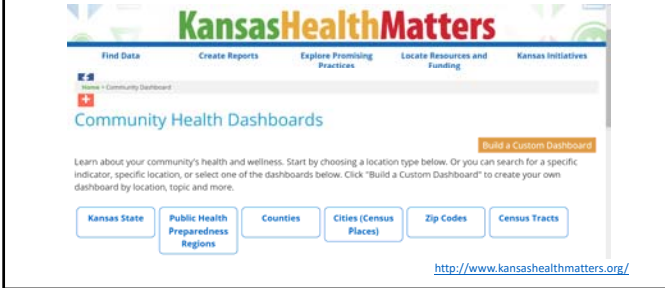 KansasHealthMatters
Find Data Create Reports Explore Promising Practices Locate Resources and Funding Kansas Initiatives
Home > Community Dashboard
Community Health Dashboards
Build a Custom Dashboard
Learn about your community's health and wellness. Start by choosing a location type below. Or you can search for a specific
indicator, specific location, or select one of the dashboards below. Click "Build a Custom Dashboard" to create your own
dashboard by location, topic and more.
Kansas State
Public Health
Preparedness
Regions
Counties
Cities (Census
Places)
Zip Codes
Census Tracts
http://www.kansashealthmatters.org/